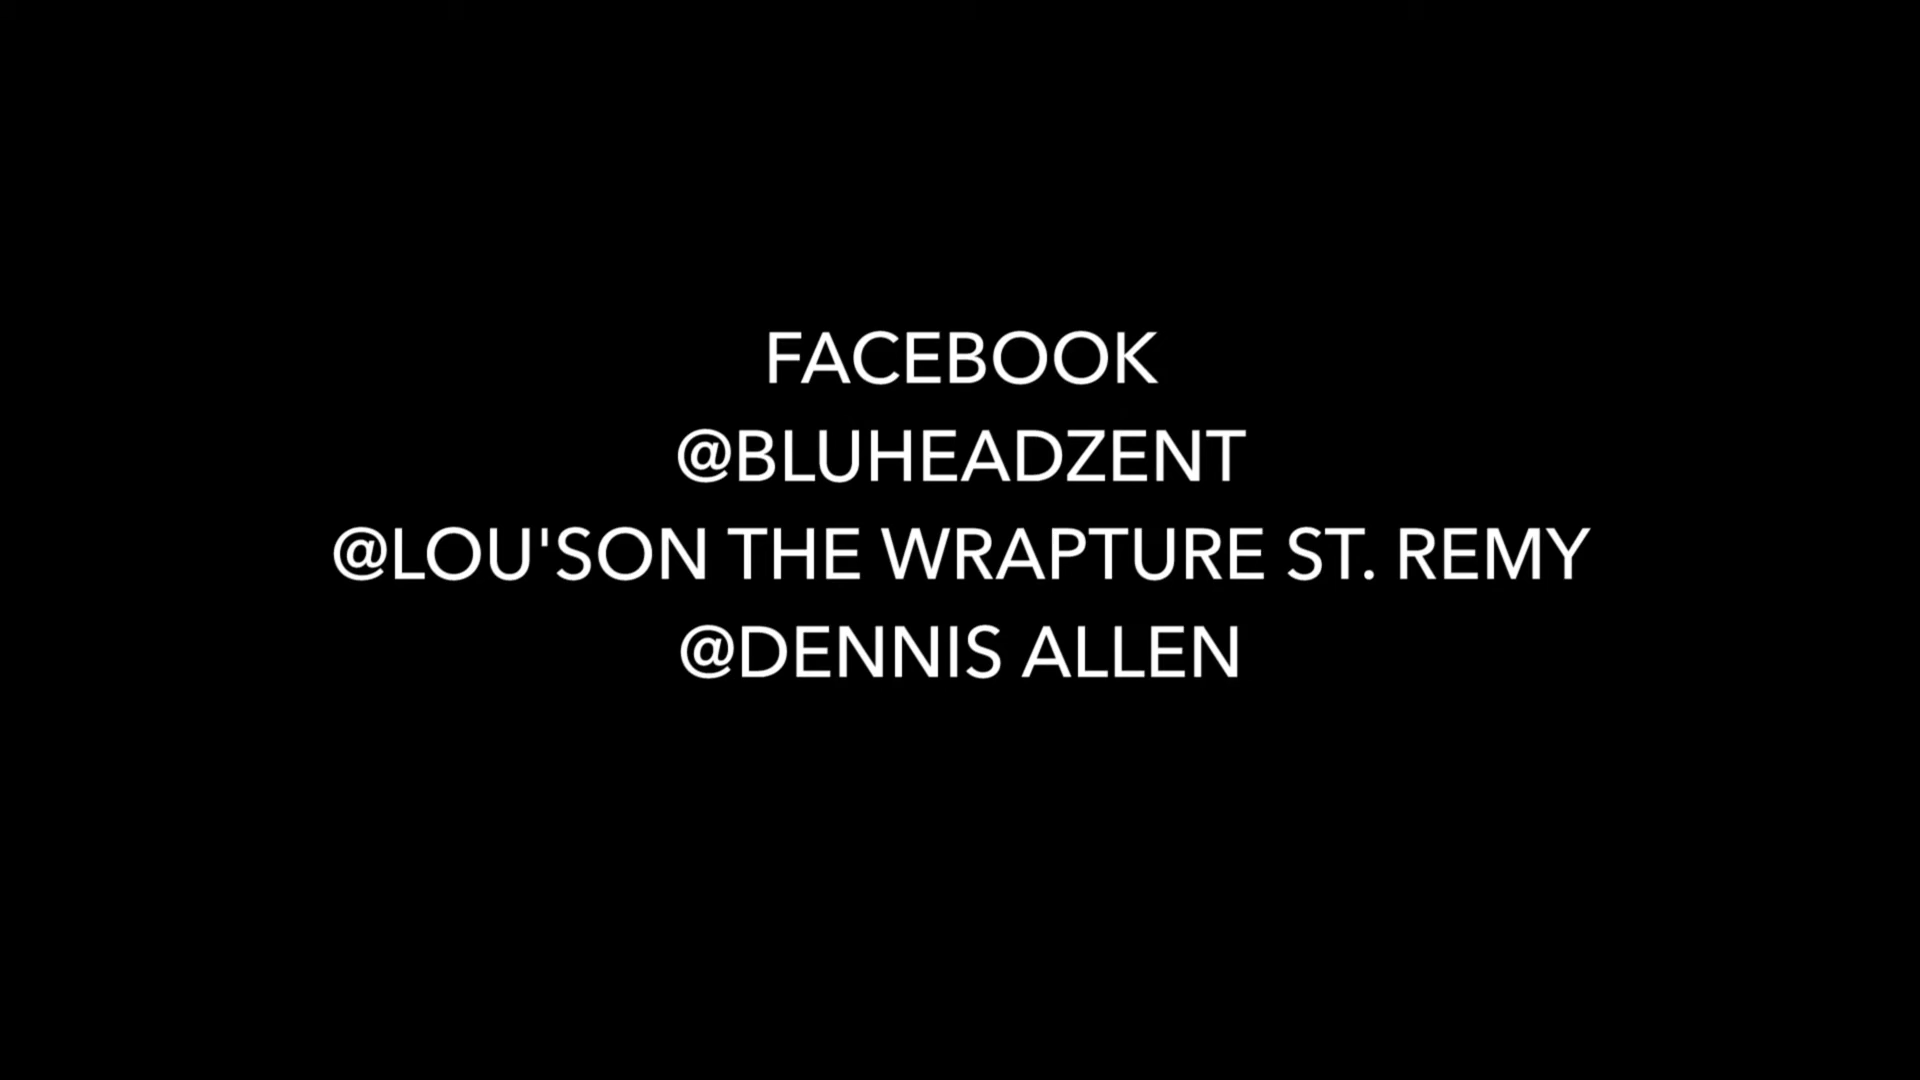 FACEBOOK
@BLUHEADZENT
@LOU'SON THE WRAPTURE ST. REMY
@DENNIS ALLEN